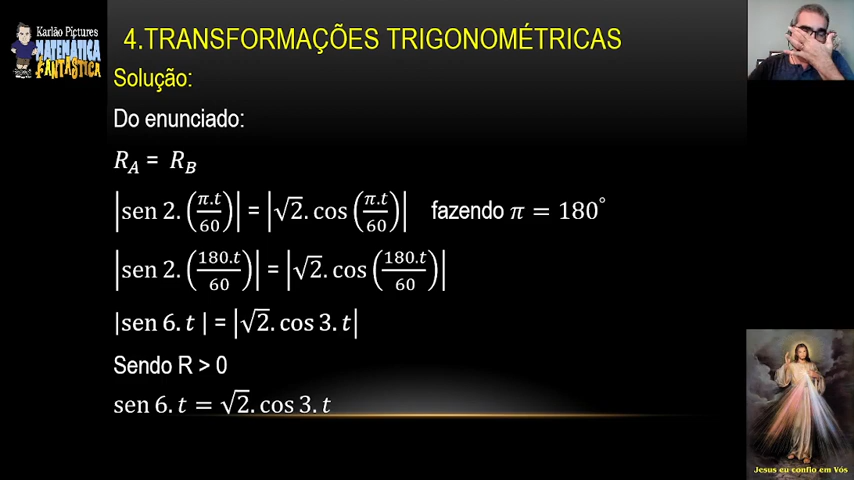 Karlão Pictures
MATEMÁTICA
FANTÁSTICA
4.TRANSFORMAÇÕES TRIGONOMÉTRICAS
Solução:
Do enunciado:
R_A = R_B
|sen 2.(π.t/60)| = |√2.cos(π.t/60)| fazendo π = 180°
|sen 2.(180.t/60)| = |√2.cos(180.t/60)|
|sen 6.t | = |√2.cos 3.t|
Sendo R > 0
sen 6.t = √2.cos 3.t
Jesus eu confio em Vós